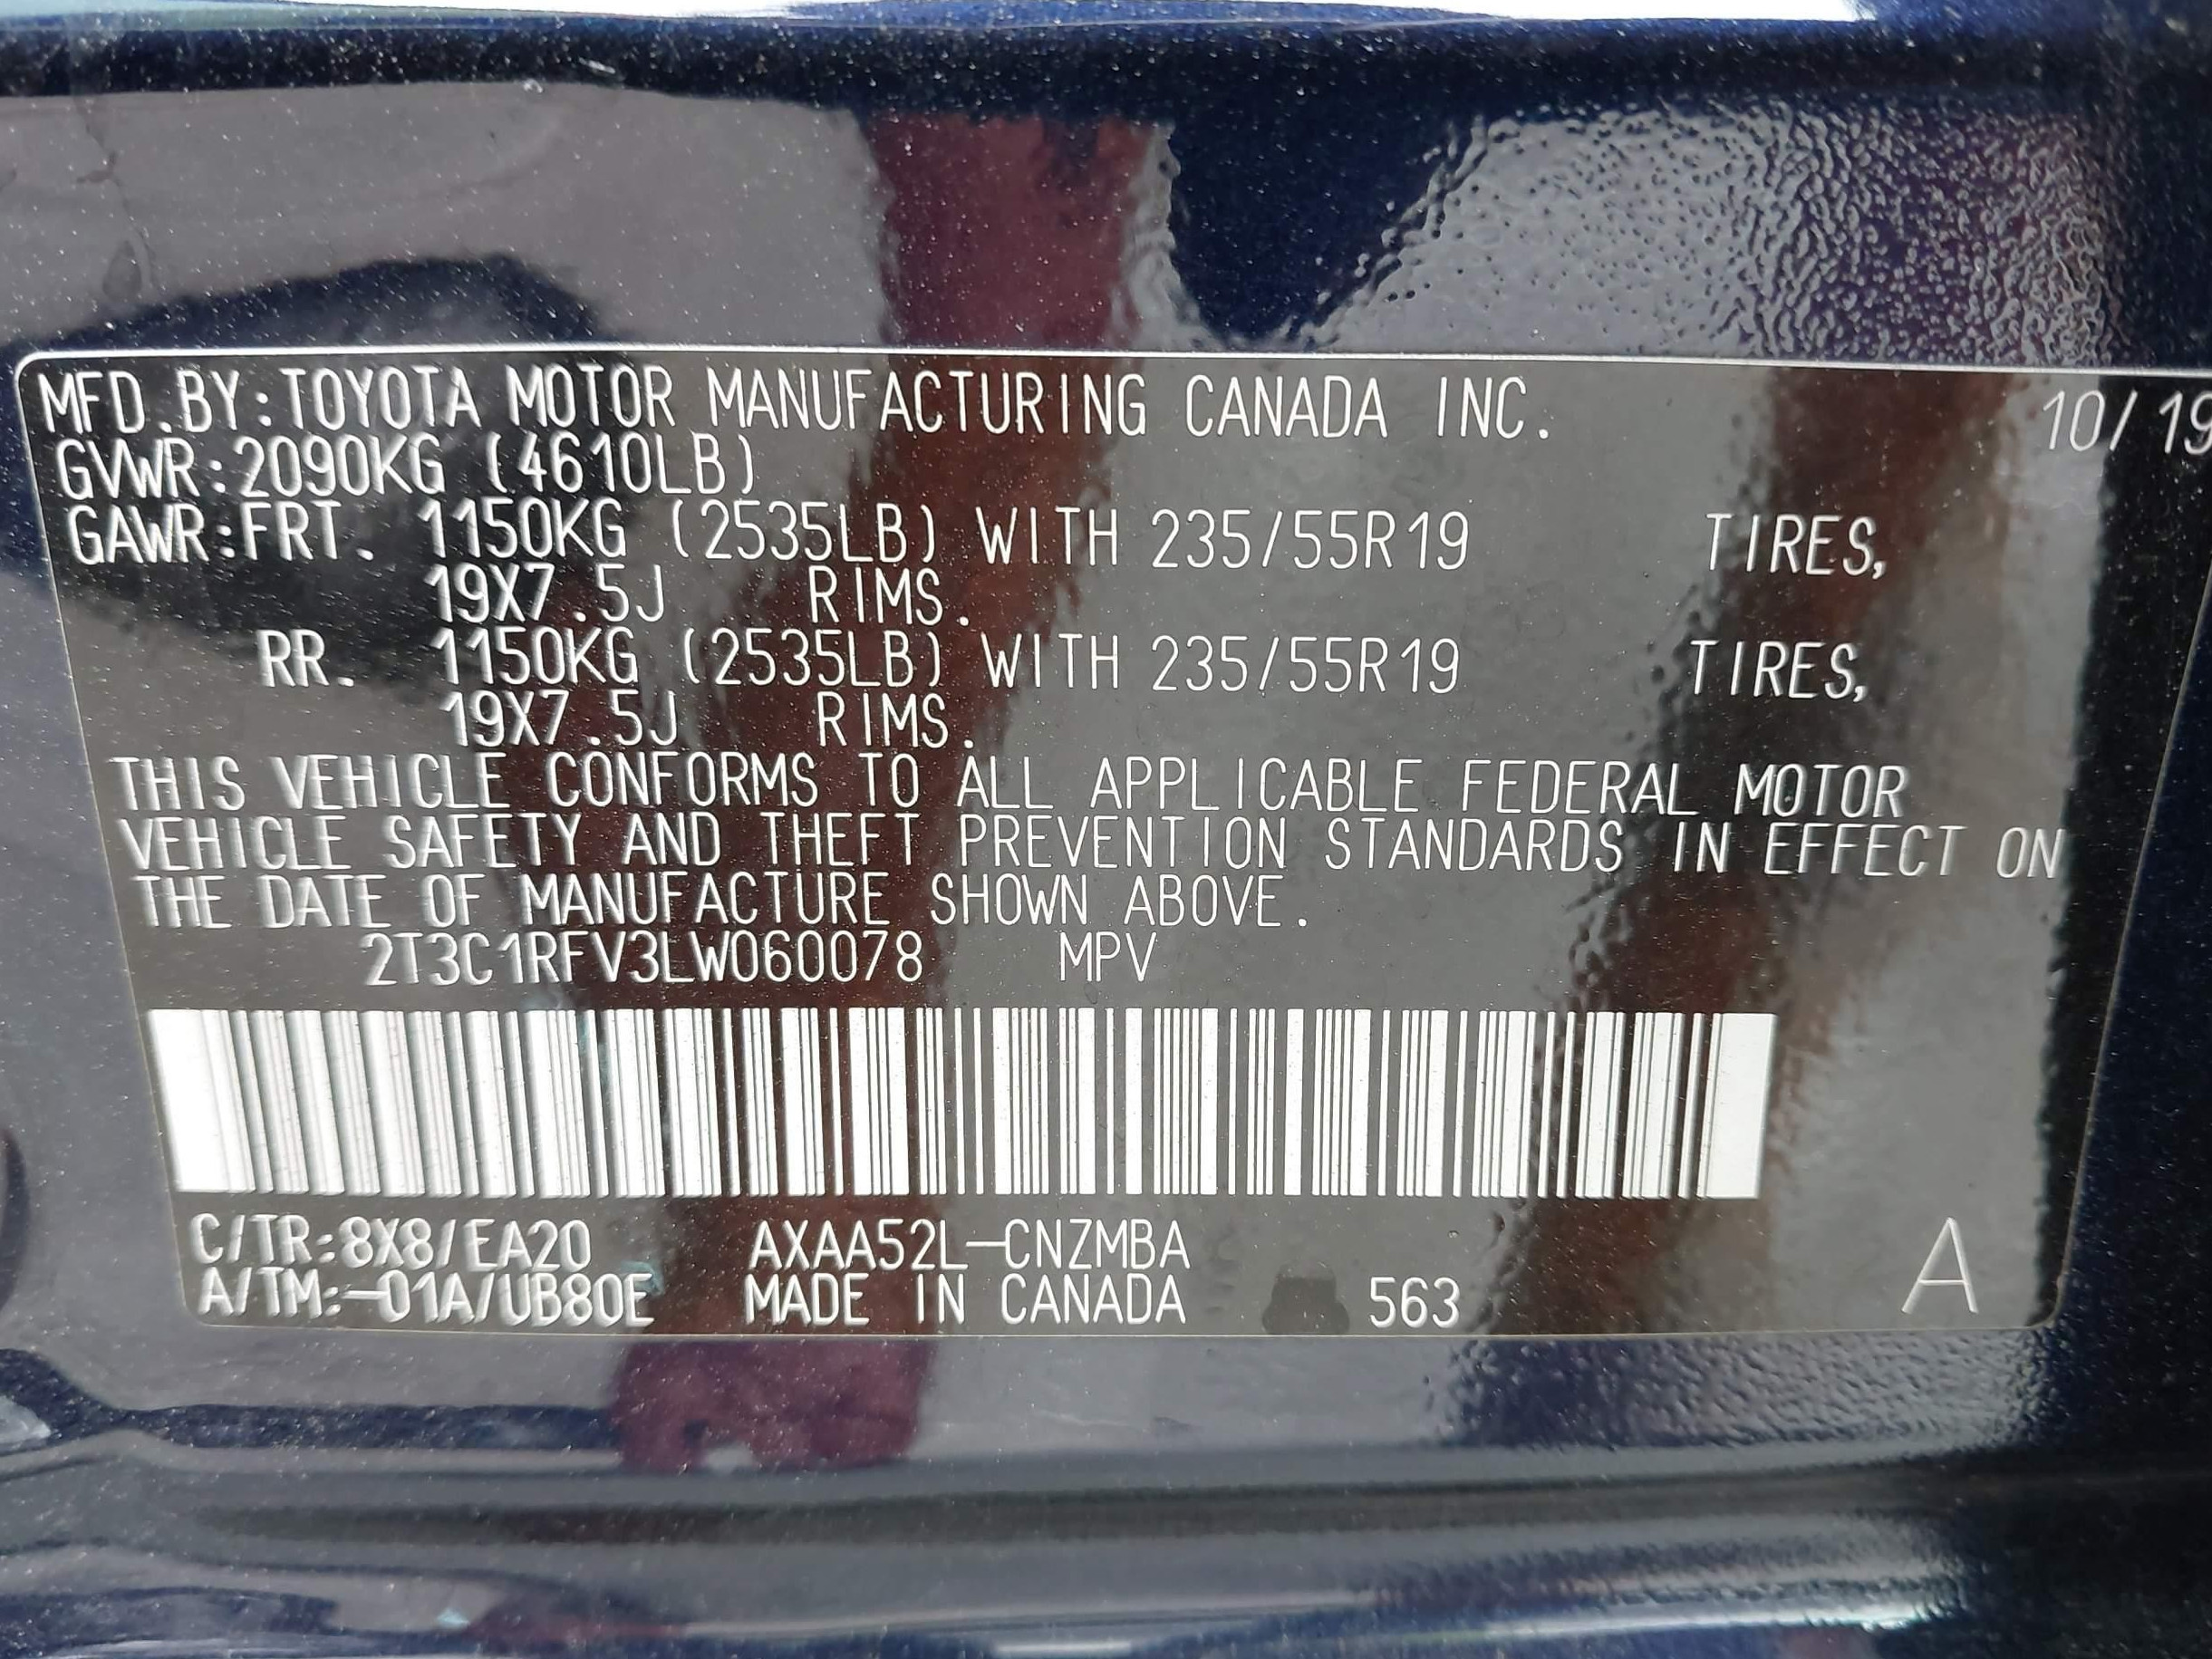 MFD.BY:TOYOTA MOTOR MANUFACTURING CANADA INC. 10/19
GVWR:2090KG (4610LB)
GAWR:FRT. 1150KG (2535LB) WITH 235/55R19 TIRES,
19X7.5J RIMS.
RR. 1150KG (2535LB) WITH 235/55R19 TIRES,
19X7.5J RIMS.
THIS VEHICLE CONFORMS TO ALL APPLICABLE FEDERAL MOTOR
VEHICLE SAFETY AND THEFT PREVENTION STANDARDS IN EFFECT ON
THE DATE OF MANUFACTURE SHOWN ABOVE.
2T3C1RFV3LW060078 MPV
C/TR:8X8/EA20 AXAA52L-CNZMBA
A/TM:-01A/UB80E MADE IN CANADA 563 A